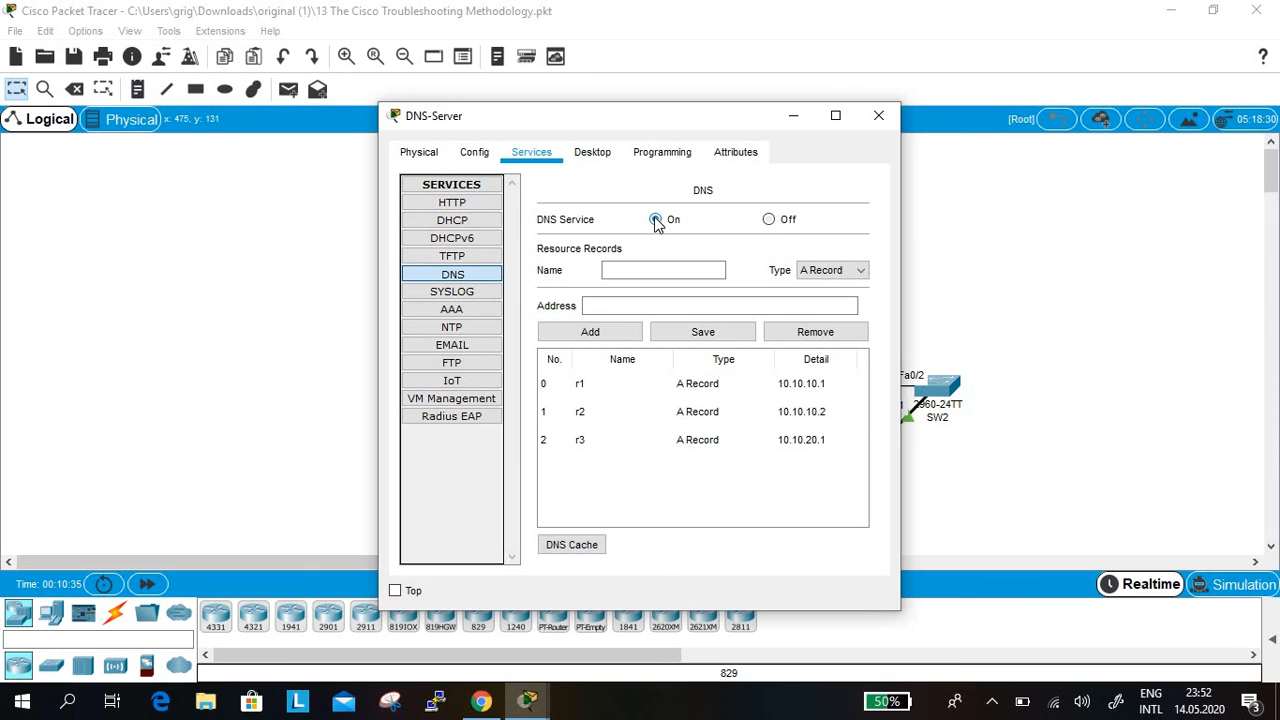 Cisco Packet Tracer - C:\Users\grig\Downloads\original (1)\13 The Cisco Troubleshooting Methodology.pkt
File Edit Options View Tools Extensions Help
Logical Physical x: 475, y: 131 [Root] 05:18:30
DNS-Server
Physical Config Services Desktop Programming Attributes
SERVICES
HTTP
DHCP
DHCPv6
TFTP
DNS
SYSLOG
AAA
NTP
EMAIL
FTP
IoT
VM Management
Radius EAP
DNS
DNS Service On Off
Resource Records
Name Type A Record
Address
Add Save Remove
No. Name Type Detail
0 r1 A Record 10.10.10.1
1 r2 A Record 10.10.10.2
2 r3 A Record 10.10.20.1
DNS Cache
Top
Fa0/2
2960-24TT
SW2
Time: 00:10:35 Realtime Simulation
4331 4321 1941 2901 2911 819IOX 819HGW 829 1240 PT-Router PT-Empty 1841 2620XM 2621XM 2811
829
50% ENG 23:52
INTL 14.05.2020
3